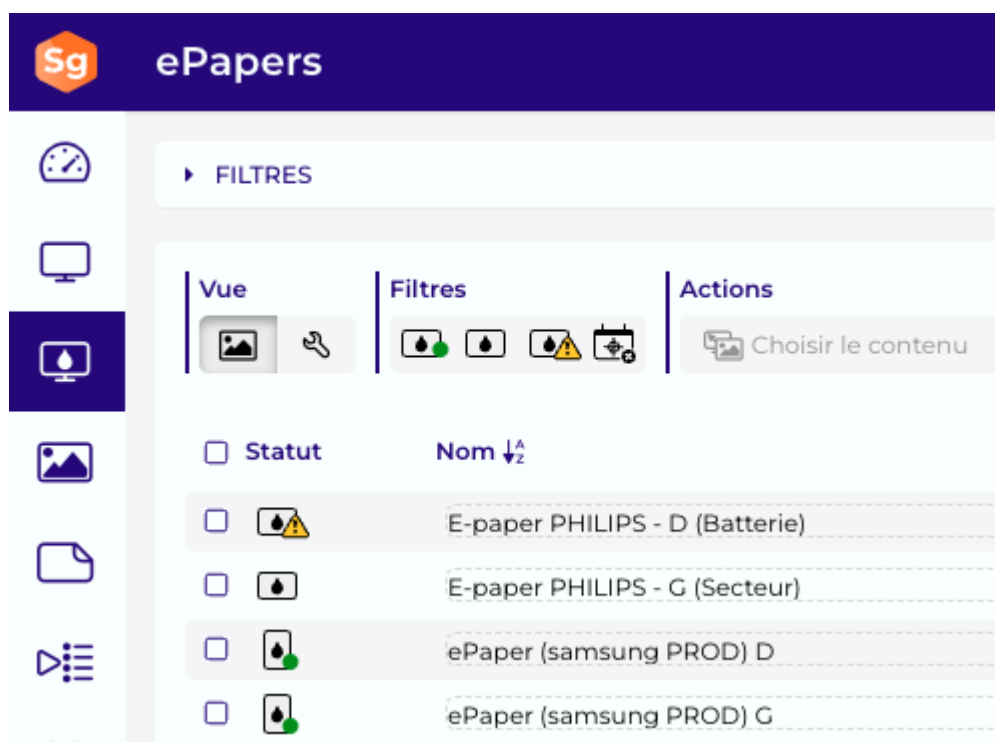 Sg ePapers
FILTRES
Vue Filtres Actions
Choisir le contenu
Statut Nom
E-paper PHILIPS - D (Batterie)
E-paper PHILIPS - G (Secteur)
ePaper (samsung PROD) D
ePaper (samsung PROD) G